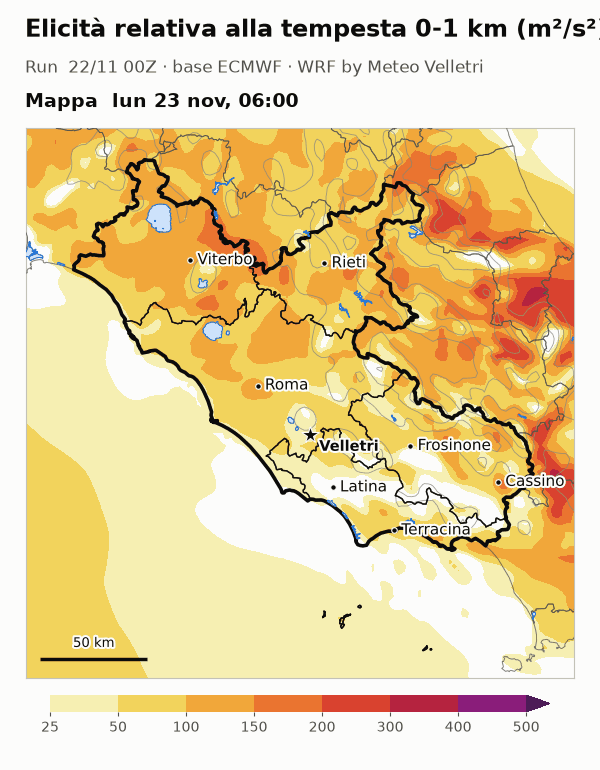 Elicità relativa alla tempesta 0-1 km (m²/s²)
Run 22/11 00Z · base ECMWF · WRF by Meteo Velletri
Mappa lun 23 nov, 06:00
Viterbo
Rieti
Roma
Velletri
Frosinone
Cassino
Latina
Terracina
50 km
25 50 100 150 200 300 400 500